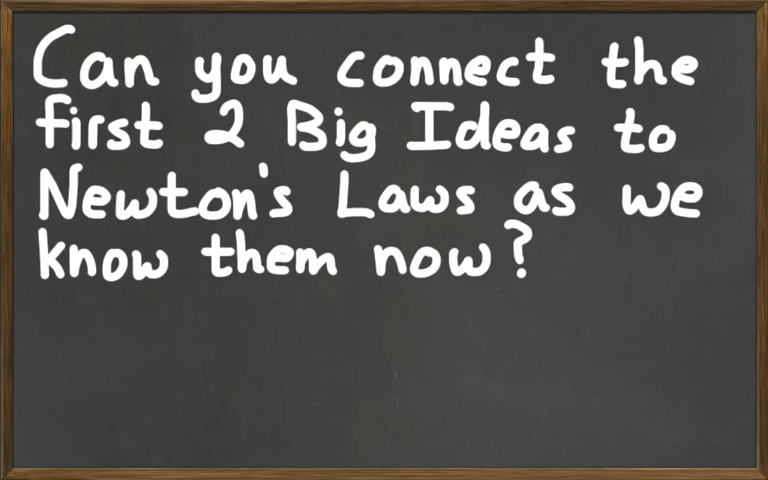 Can you connect the
first 2 Big Ideas to
Newton's Laws as we
know them now?